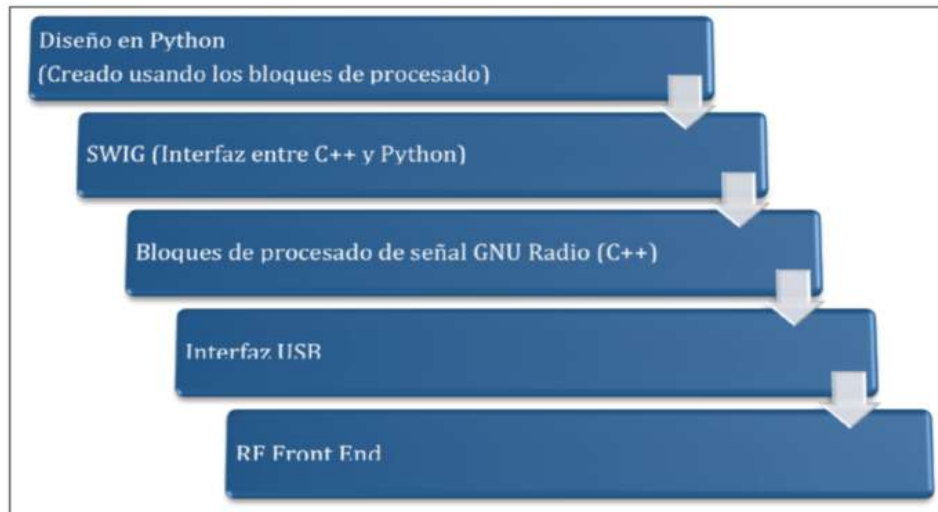 Diseño en Python
(Creado usando los bloques de procesado)
SWIG (Interfaz entre C++ y Python)
Bloques de procesado de señal GNU Radio (C++)
Interfaz USB
RF Front End